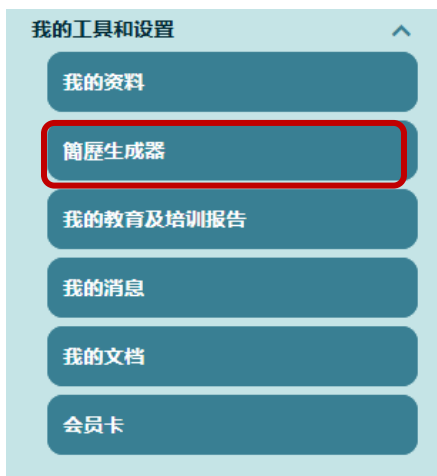 我的工具和设置
我的资料
简歷生成器
我的教育及培训报告
我的消息
我的文档
会员卡